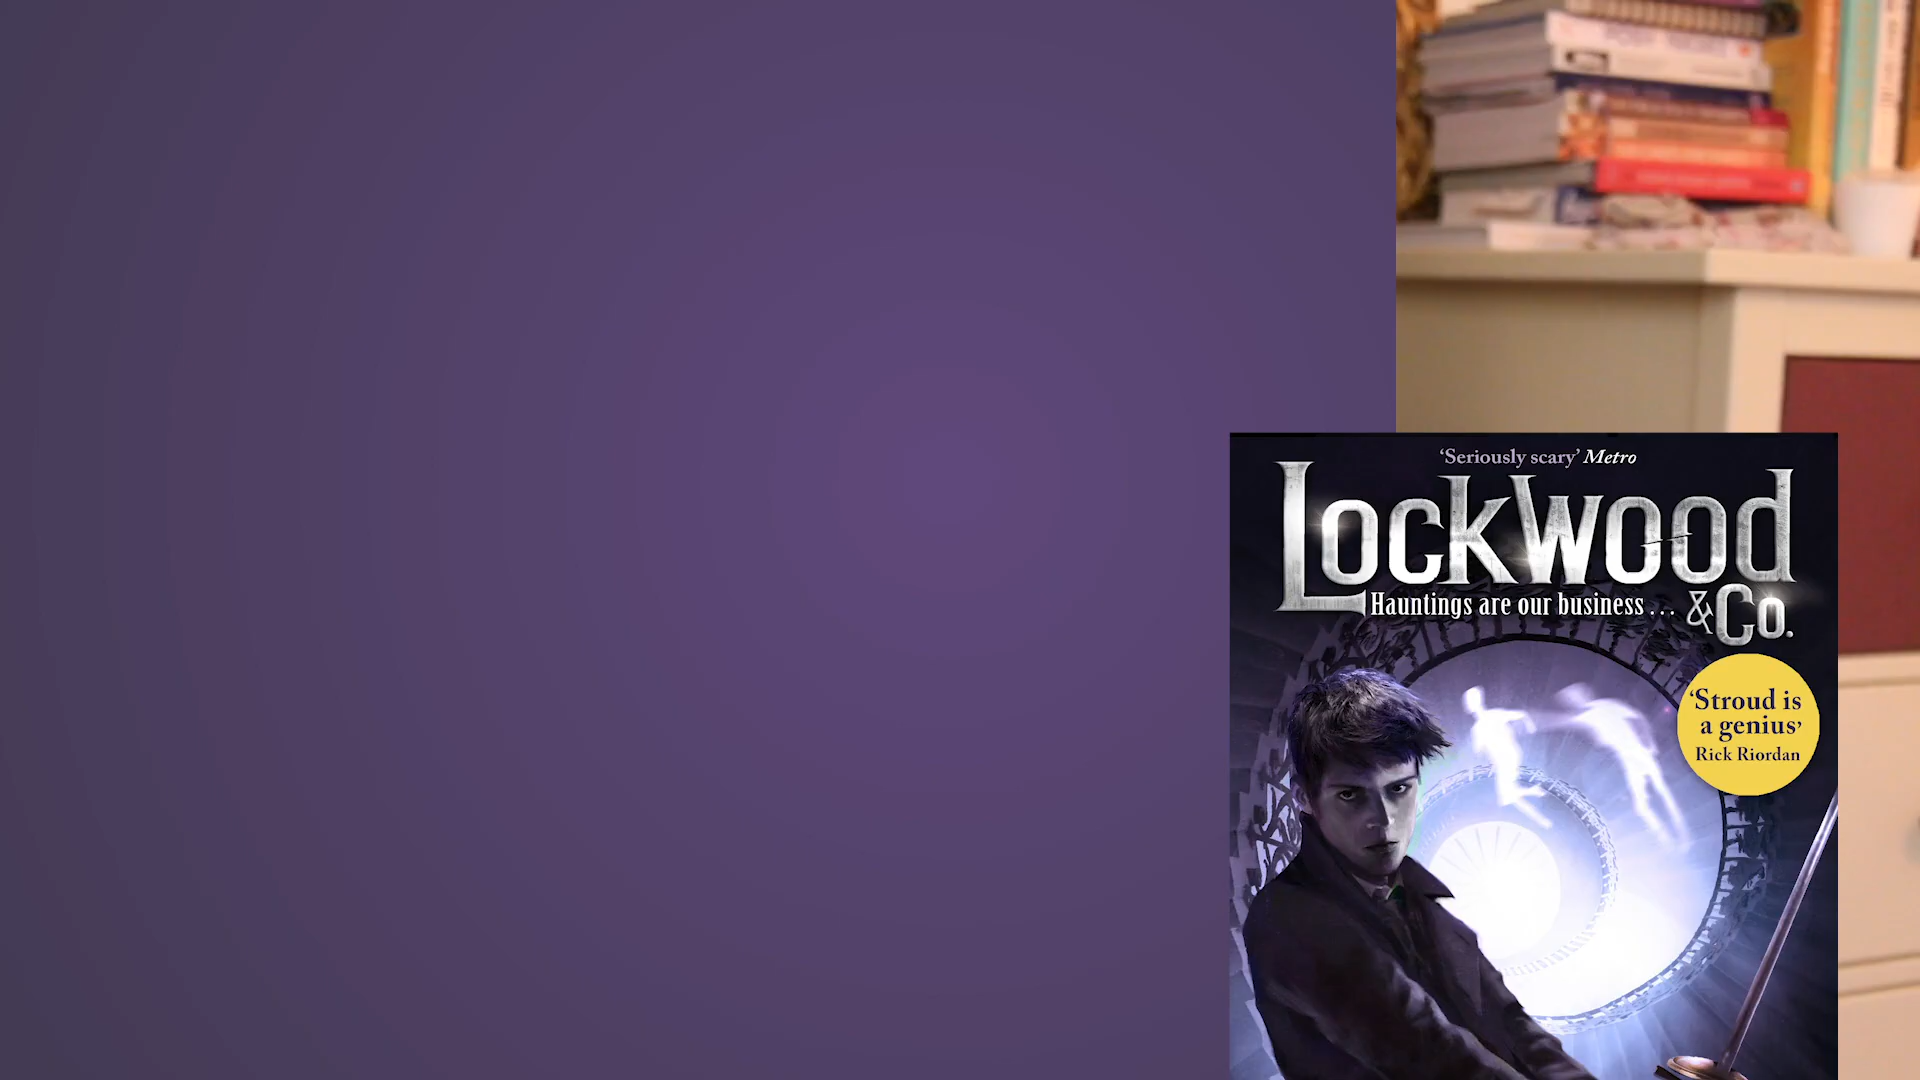 ‘Seriously scary’ Metro
Lockwood
Hauntings are our business... & Co.
‘Stroud is
a genius’
Rick Riordan